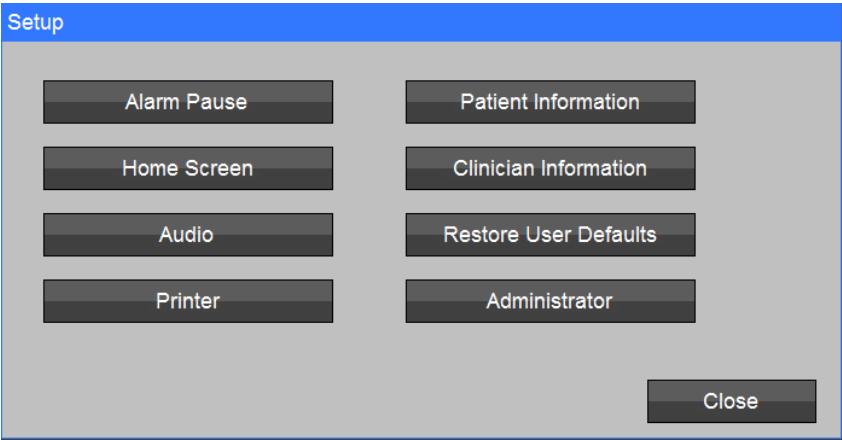 Setup
Alarm Pause
Patient Information
Home Screen
Clinician Information
Audio
Restore User Defaults
Printer
Administrator
Close